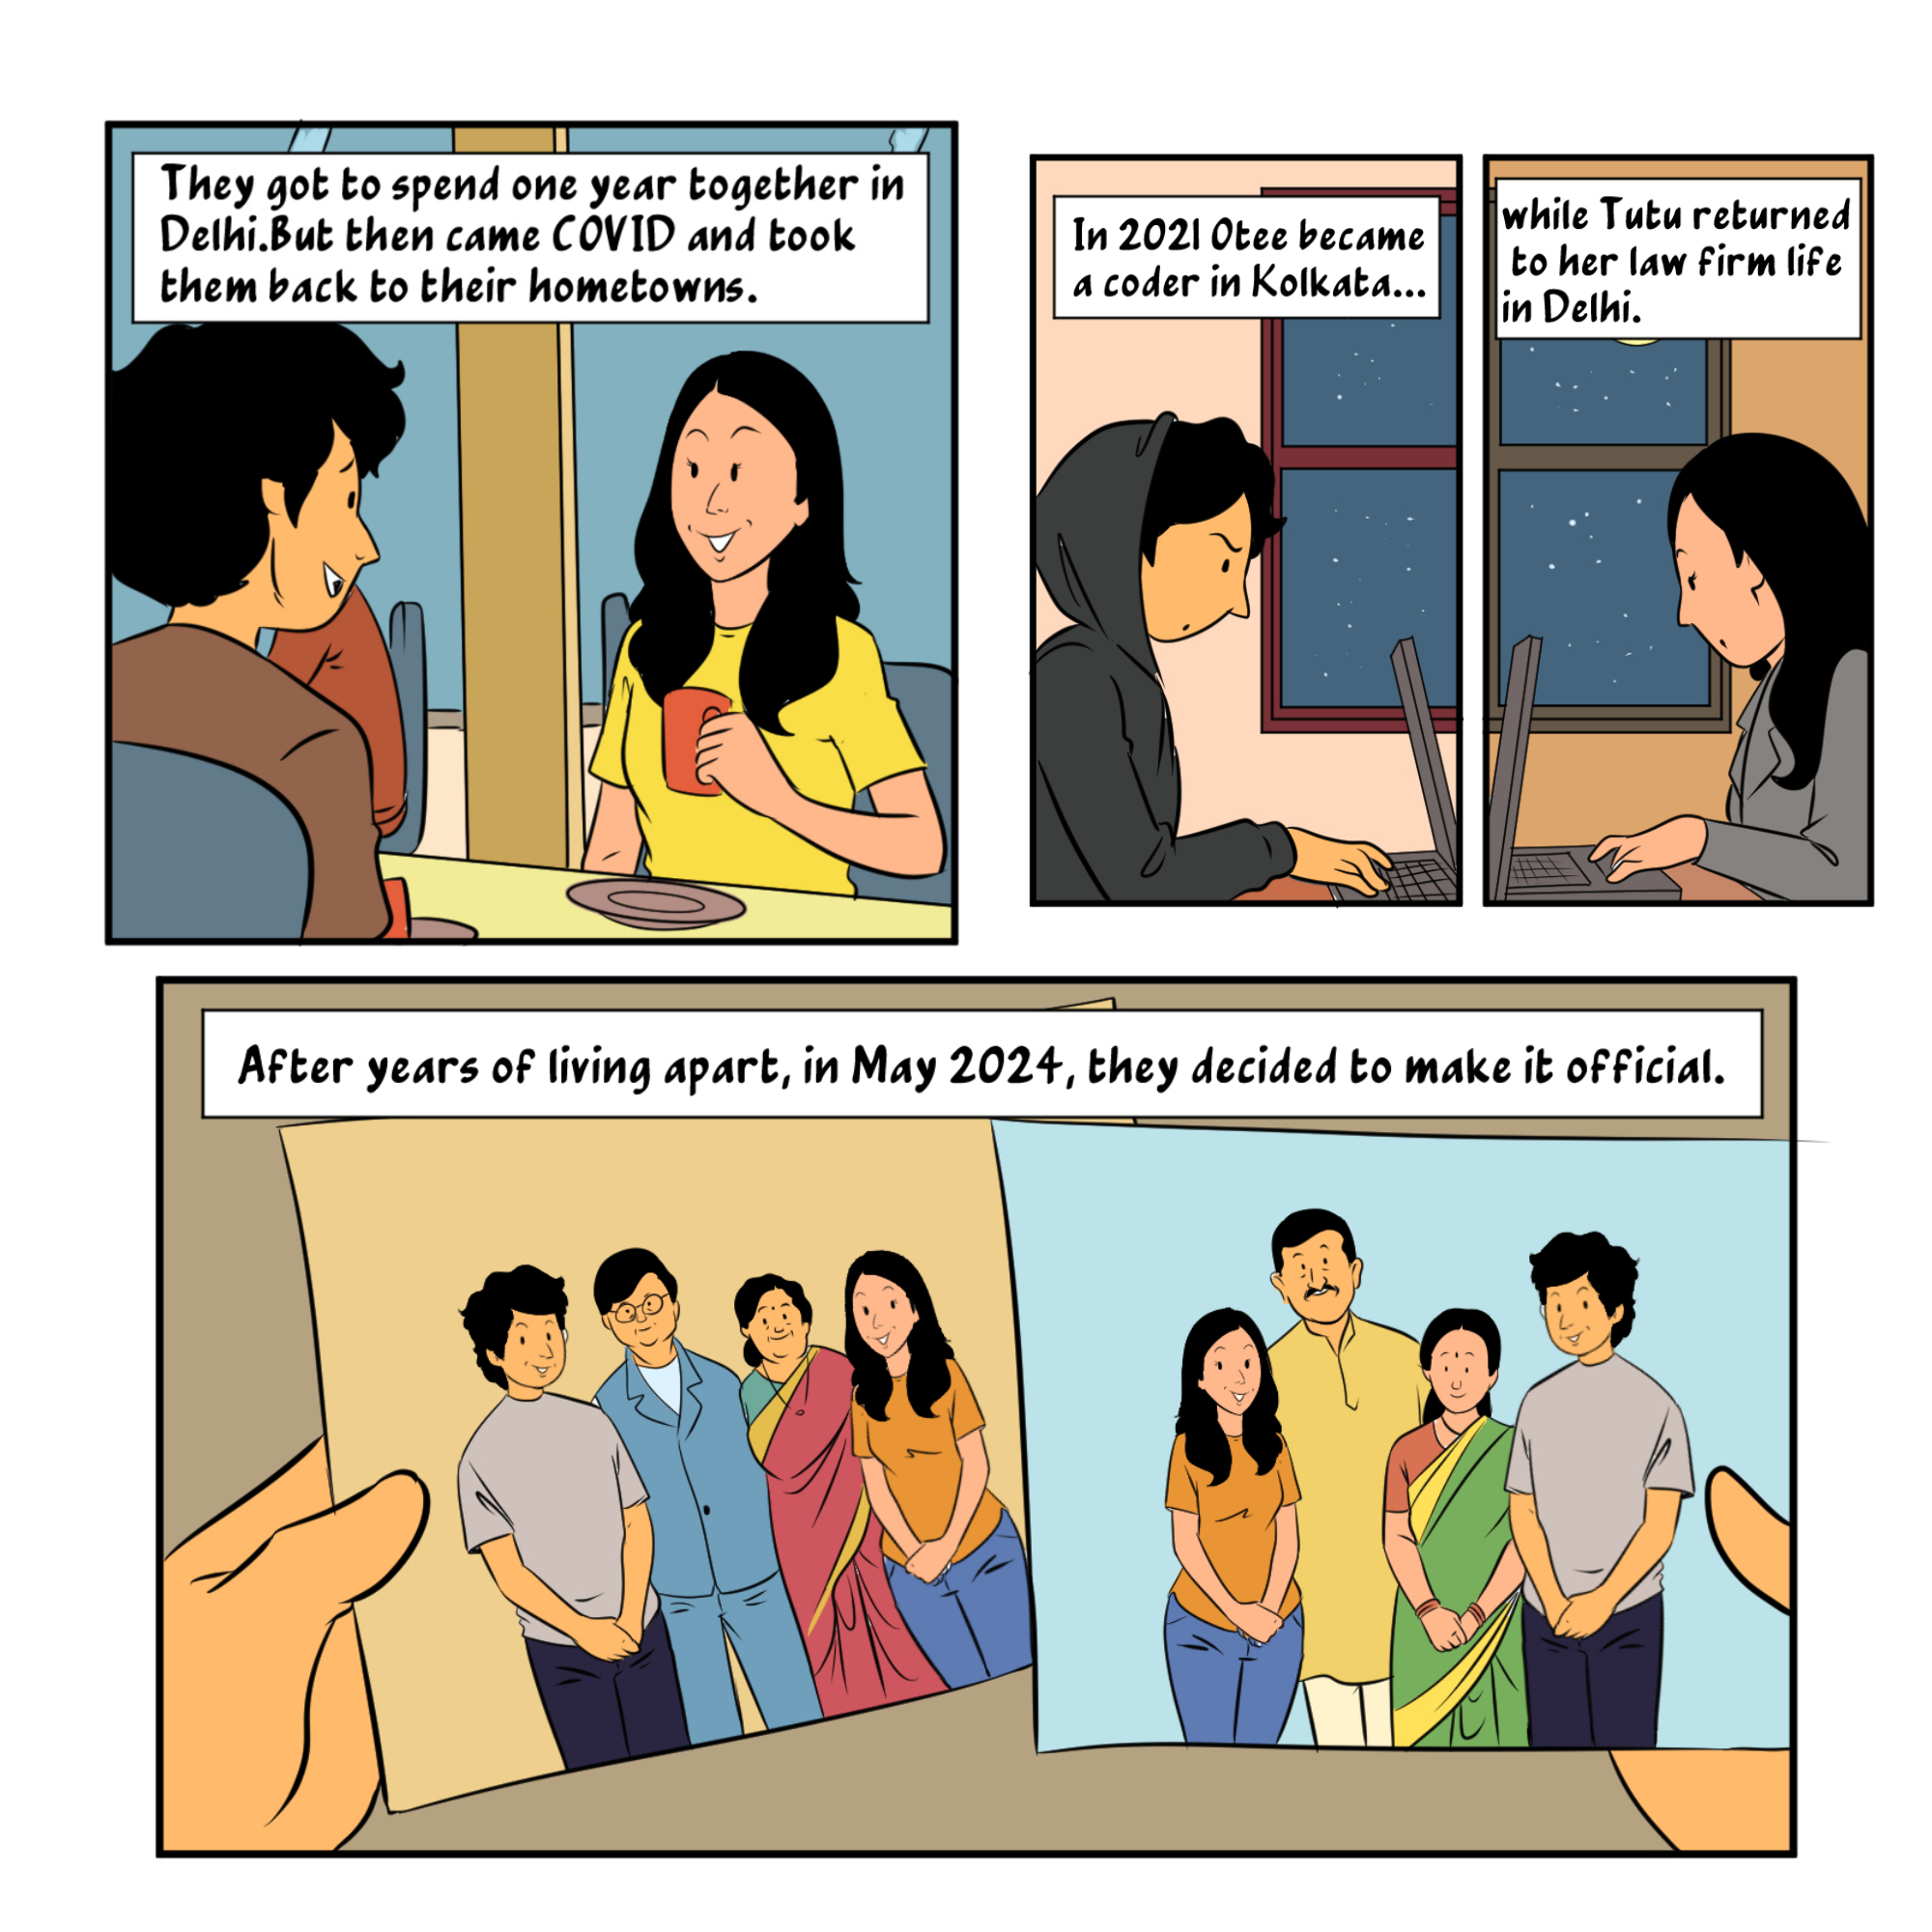 They got to spend one year together in
Delhi.But then came COVID and took
them back to their hometowns.
In 2021 Otee became
a coder in Kolkata...
while Tutu returned
to her law firm life
in Delhi.
After years of living apart, in May 2024, they decided to make it official.